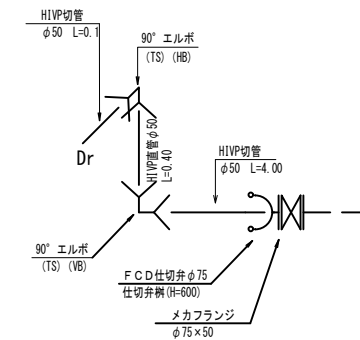 HIVP切管
φ50 L=0.1
90° エルボ
(TS) (HB)
Dr
HIVP直管φ50
L=0.40
HIVP切管
φ50 L=4.00
90° エルボ
(TS) (VB)
ＦＣＤ仕切弁φ75
仕切弁桝(H=600)
メカフランジ
φ75×50